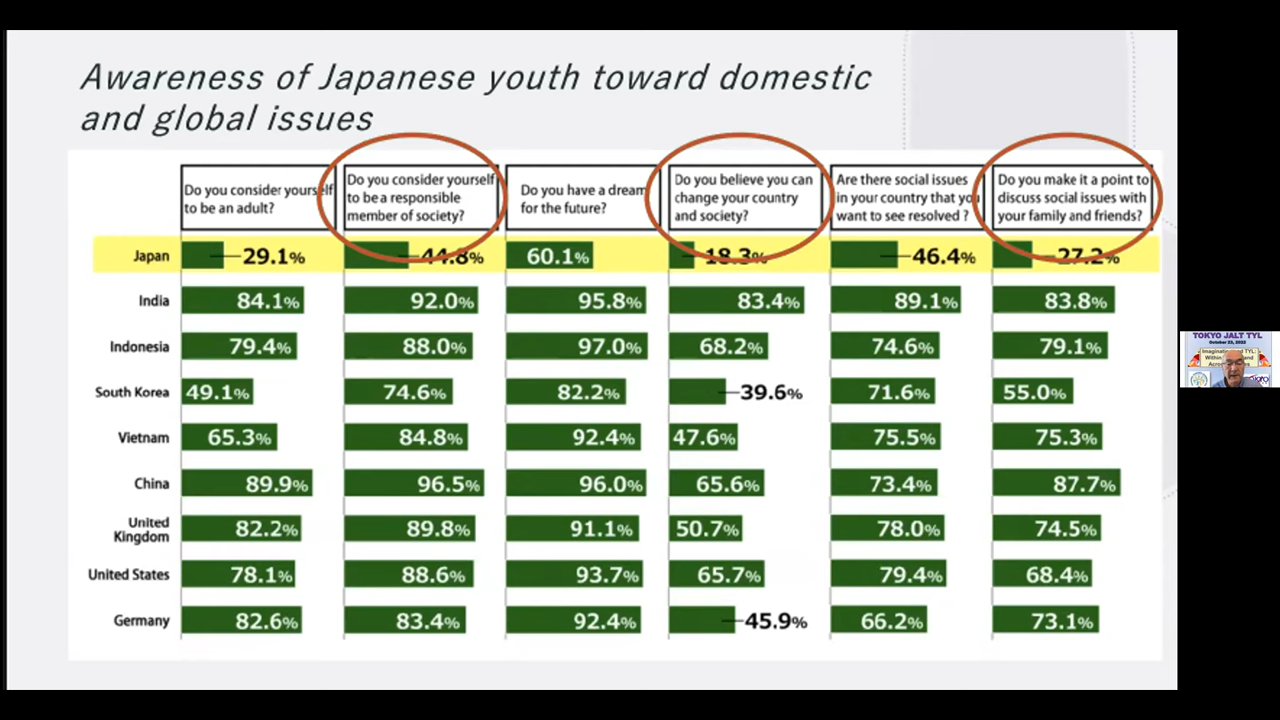 Awareness of Japanese youth toward domestic
and global issues
Do you consider yourself
to be an adult?
Do you consider yourself
to be a responsible
member of society?
Do you have a dream
for the future?
Do you believe you can
change your country
and society?
Are there social issues
in your country that you
want to see resolved ?
Do you make it a point to
discuss social issues with
your family and friends?
Japan 29.1% 44.8% 60.1% 18.3% 46.4% 27.2%
India 84.1% 92.0% 95.8% 83.4% 89.1% 83.8%
Indonesia 79.4% 88.0% 97.0% 68.2% 74.6% 79.1%
South Korea 49.1% 74.6% 82.2% 39.6% 71.6% 55.0%
Vietnam 65.3% 84.8% 92.4% 47.6% 75.5% 75.3%
China 89.9% 96.5% 96.0% 65.6% 73.4% 87.7%
United
Kingdom 82.2% 89.8% 91.1% 50.7% 78.0% 74.5%
United States 78.1% 88.6% 93.7% 65.7% 79.4% 68.4%
Germany 82.6% 83.4% 92.4% 45.9% 66.2% 73.1%
TOKYO JALT TYL